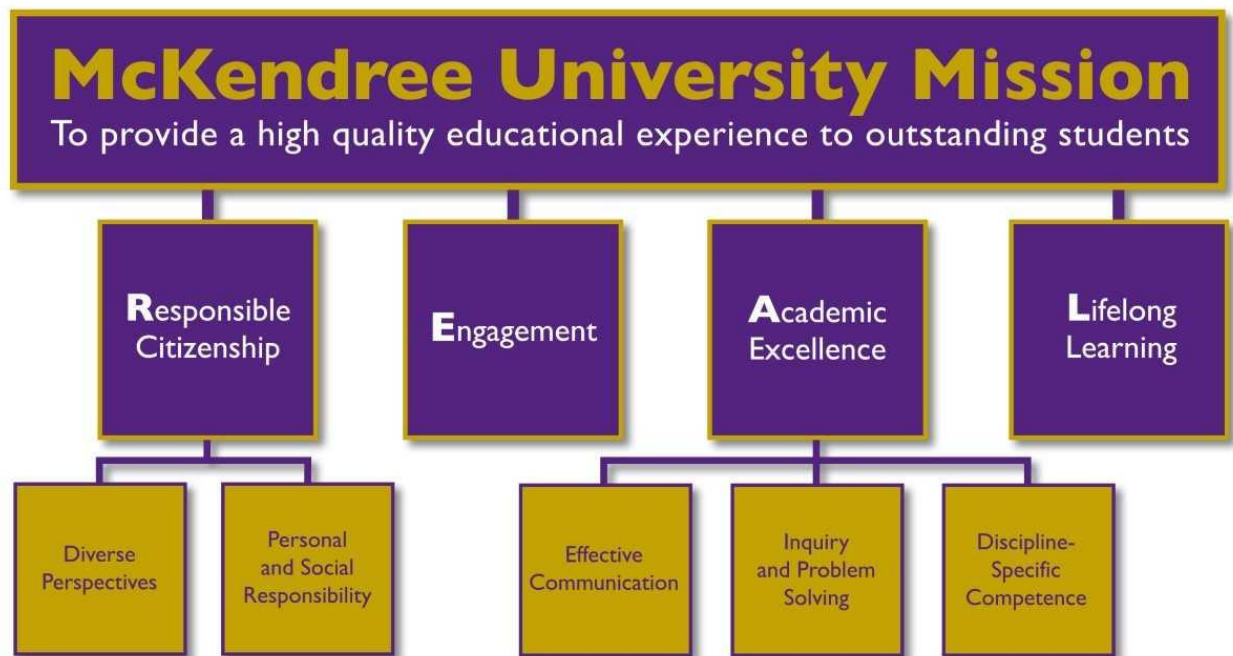 McKendree University Mission
To provide a high quality educational experience to outstanding students
Responsible
Citizenship
Engagement
Academic
Excellence
Lifelong
Learning
Diverse
Perspectives
Personal
and Social
Responsibility
Effective
Communication
Inquiry
and Problem
Solving
Discipline-
Specific
Competence